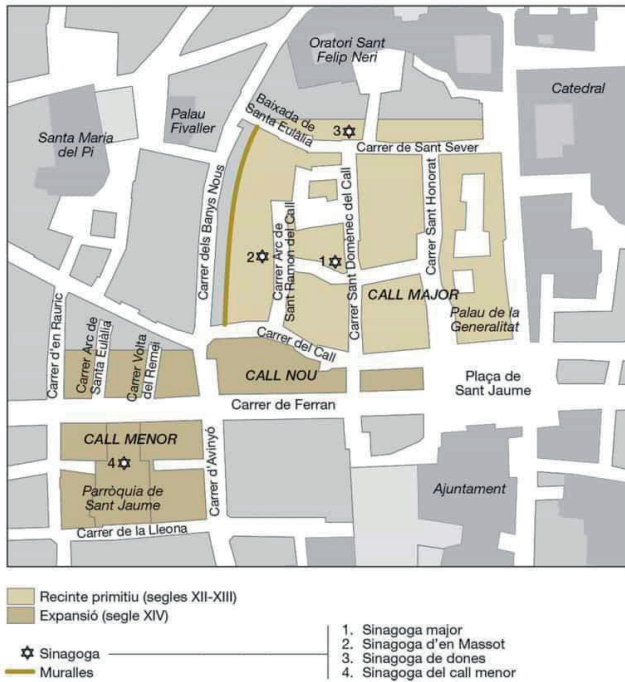 Oratori Sant
Felip Neri
Catedral
Palau
Fivaller
Baixada de
Santa Eulàlia
Santa Maria
del Pi
3
Carrer de Sant Sever
Carrer dels Banys Nous
Carrer Arc de
Sant Ramon del Call
Carrer Sant Domènec del Call
Carrer Sant Honorat
2
1
CALL MAJOR
Palau de la
Generalitat
Carrer d'en Rauric
Carrer Arc de
Santa Eulàlia
Carrer Volta
del Remei
Carrer del Call
CALL NOU
Plaça de
Sant Jaume
Carrer de Ferran
CALL MENOR
4
Carrer d'Avinyó
Parròquia de
Sant Jaume
Ajuntament
Carrer de la Lleona
Recinte primitiu (segles XII-XIII)
Expansió (segle XIV)
Sinagoga
Muralles
1. Sinagoga major
2. Sinagoga d'en Massot
3. Sinagoga de dones
4. Sinagoga del call menor